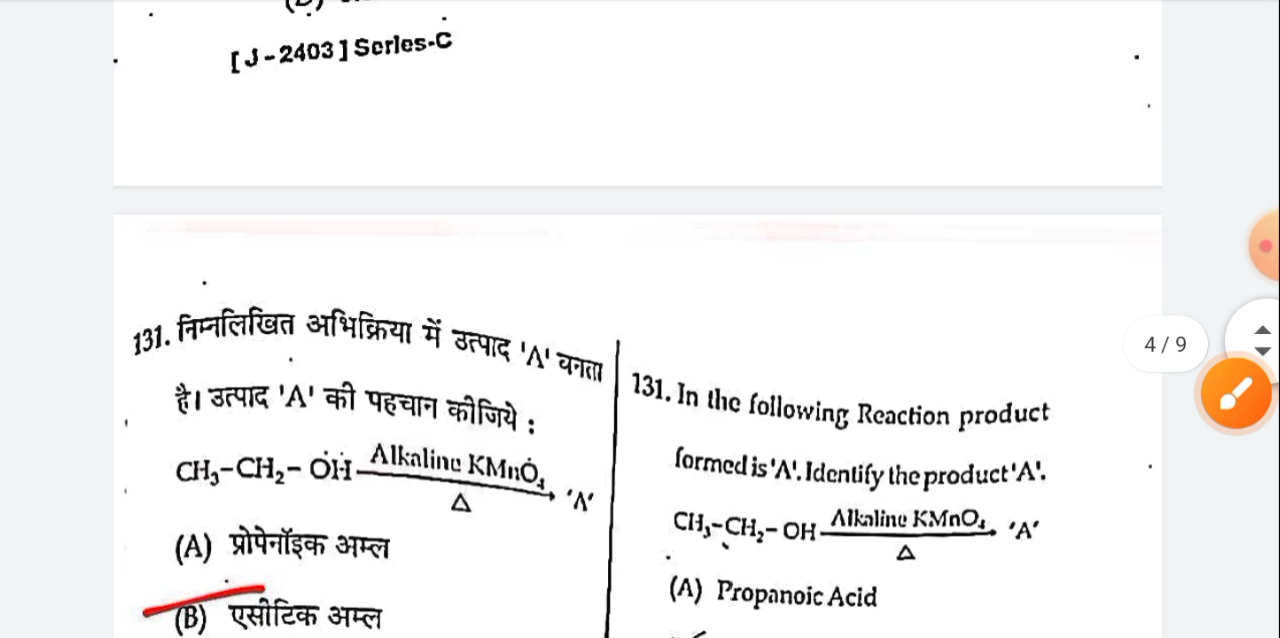 [ J - 2403 ] Series-C
131. निम्नलिखित अभिक्रिया में उत्पाद 'A' बनता
है। उत्पाद 'A' की पहचान कीजिये :
CH₃-CH₂- OH Alkaline KMnO₄ 'A'
Δ
(A) प्रोपेनॉइक अम्ल
(B) एसीटिक अम्ल
131. In the following Reaction product
formed is 'A'. Identify the product 'A'.
CH₃-CH₂- OH Alkaline KMnO₄ 'A'
Δ
(A) Propanoic Acid
4 / 9